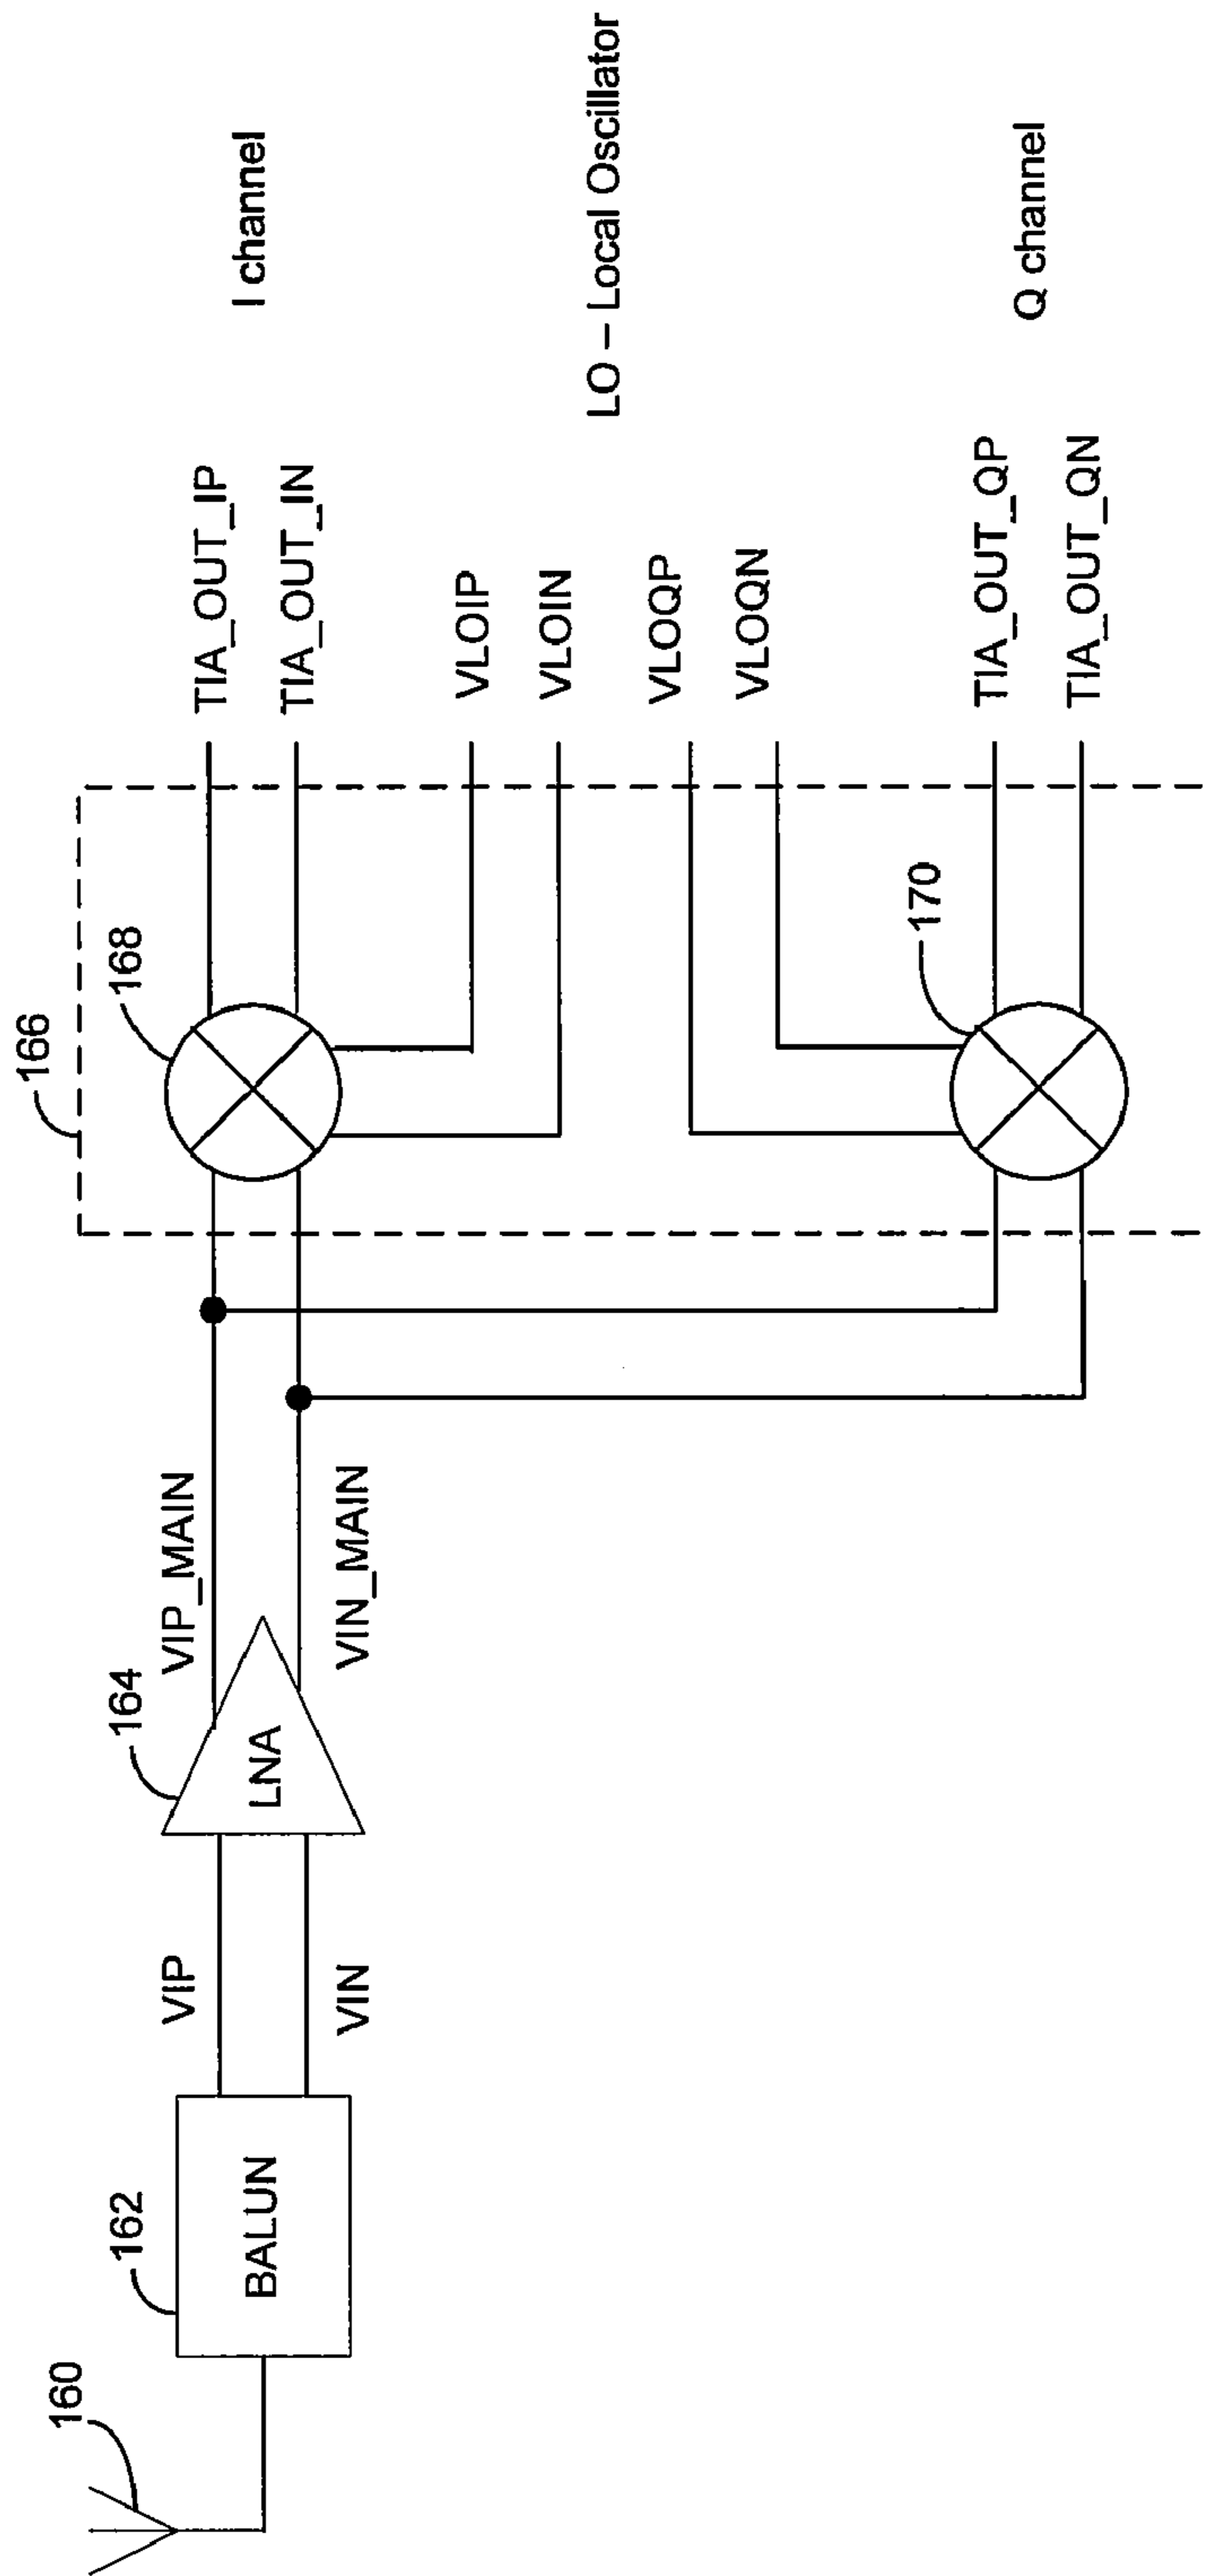 160
162
BALUN
VIP
VIN
164
LNA
VIP_MAIN
VIN_MAIN
166
168
TIA_OUT_IP
TIA_OUT_IN
I channel
VLOIP
VLOIN
LO – Local Oscillator
VLOQP
VLOQN
170
TIA_OUT_QP
TIA_OUT_QN
Q channel